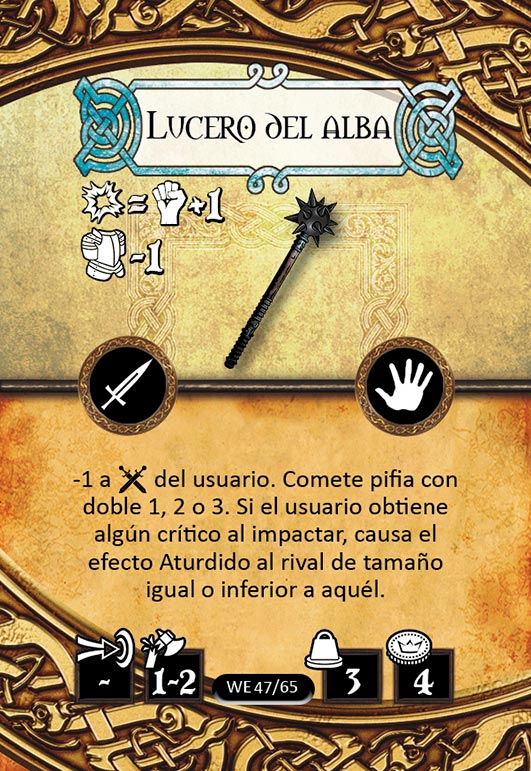 LUCERO DEL ALBA
= +1
-1
-1 a del usuario. Comete pifia con
doble 1, 2 o 3. Si el usuario obtiene
algún crítico al impactar, causa el
efecto Aturdido al rival de tamaño
igual o inferior a aquél.
- 1-2 WE 47/65 3 4